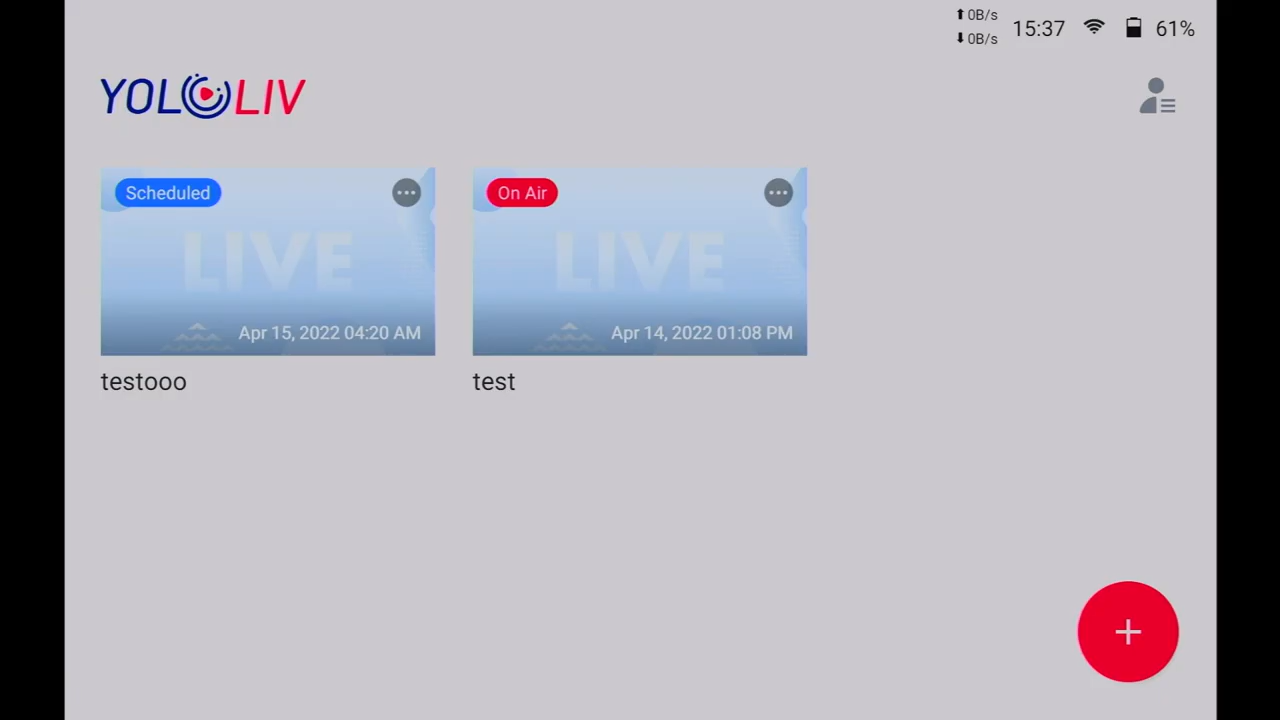 0B/s
0B/s
15:37
61%
YOLOLIV
Scheduled
LIVE
Apr 15, 2022 04:20 AM
testooo
On Air
LIVE
Apr 14, 2022 01:08 PM
test